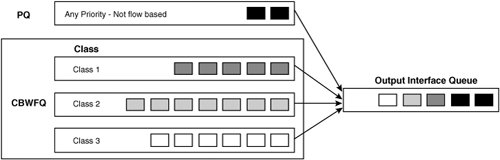 PQ
Any Priority - Not flow based
Class
Class 1
CBWFQ
Class 2
Class 3
Output Interface Queue